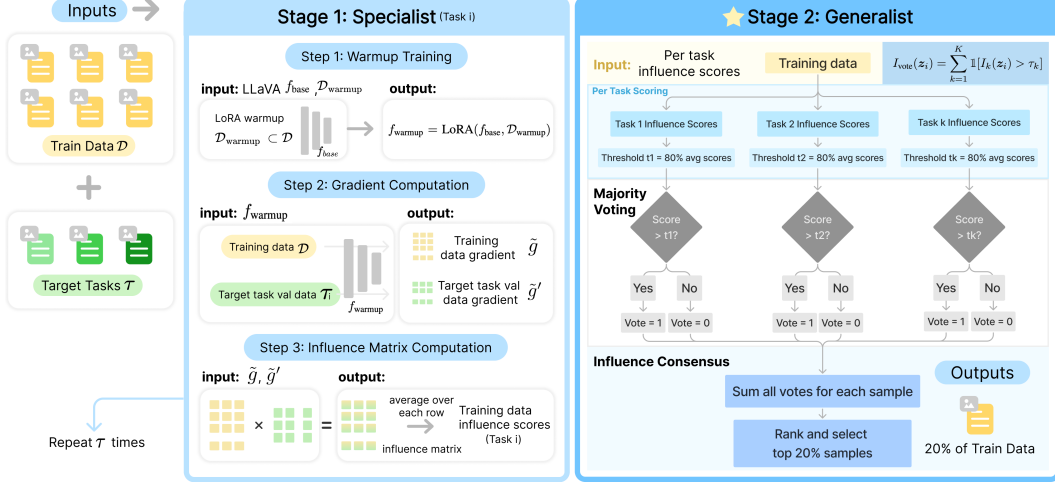 Inputs
Train Data 𝒟
+
Target Tasks 𝒯
Repeat 𝒯 times
Stage 1: Specialist (Task i)
Step 1: Warmup Training
input: LLaVA f_base , 𝒟_warmup
output:
LoRA warmup
𝒟_warmup ⊂ 𝒟
f_base
f_warmup = LoRA(f_base, 𝒟_warmup)
Step 2: Gradient Computation
input: f_warmup
output:
Training data 𝒟
Target task val data 𝒯_i
f_warmup
Training
data gradient g̃
Target task val
data gradient g̃′
Step 3: Influence Matrix Computation
input: g̃, g̃′
output:
×
=
average over
each row
influence matrix
Training data
influence scores
(Task i)
Stage 2: Generalist
Input: Per task
influence scores
Training data
I_vote(z_i) = ∑_{k=1}^{K} 𝟙[I_k(z_i) > τ_k]
Per Task Scoring
Task 1 Influence Scores
Task 2 Influence Scores
Task k Influence Scores
Threshold t1 = 80% avg scores
Threshold t2 = 80% avg scores
Threshold tk = 80% avg scores
Majority
Voting
Score
> t1?
Score
> t2?
Score
> tk?
Yes
No
Yes
No
Yes
No
Vote = 1
Vote = 0
Vote = 1
Vote = 0
Vote = 1
Vote = 0
Influence Consensus
Sum all votes for each sample
Rank and select
top 20% samples
Outputs
20% of Train Data